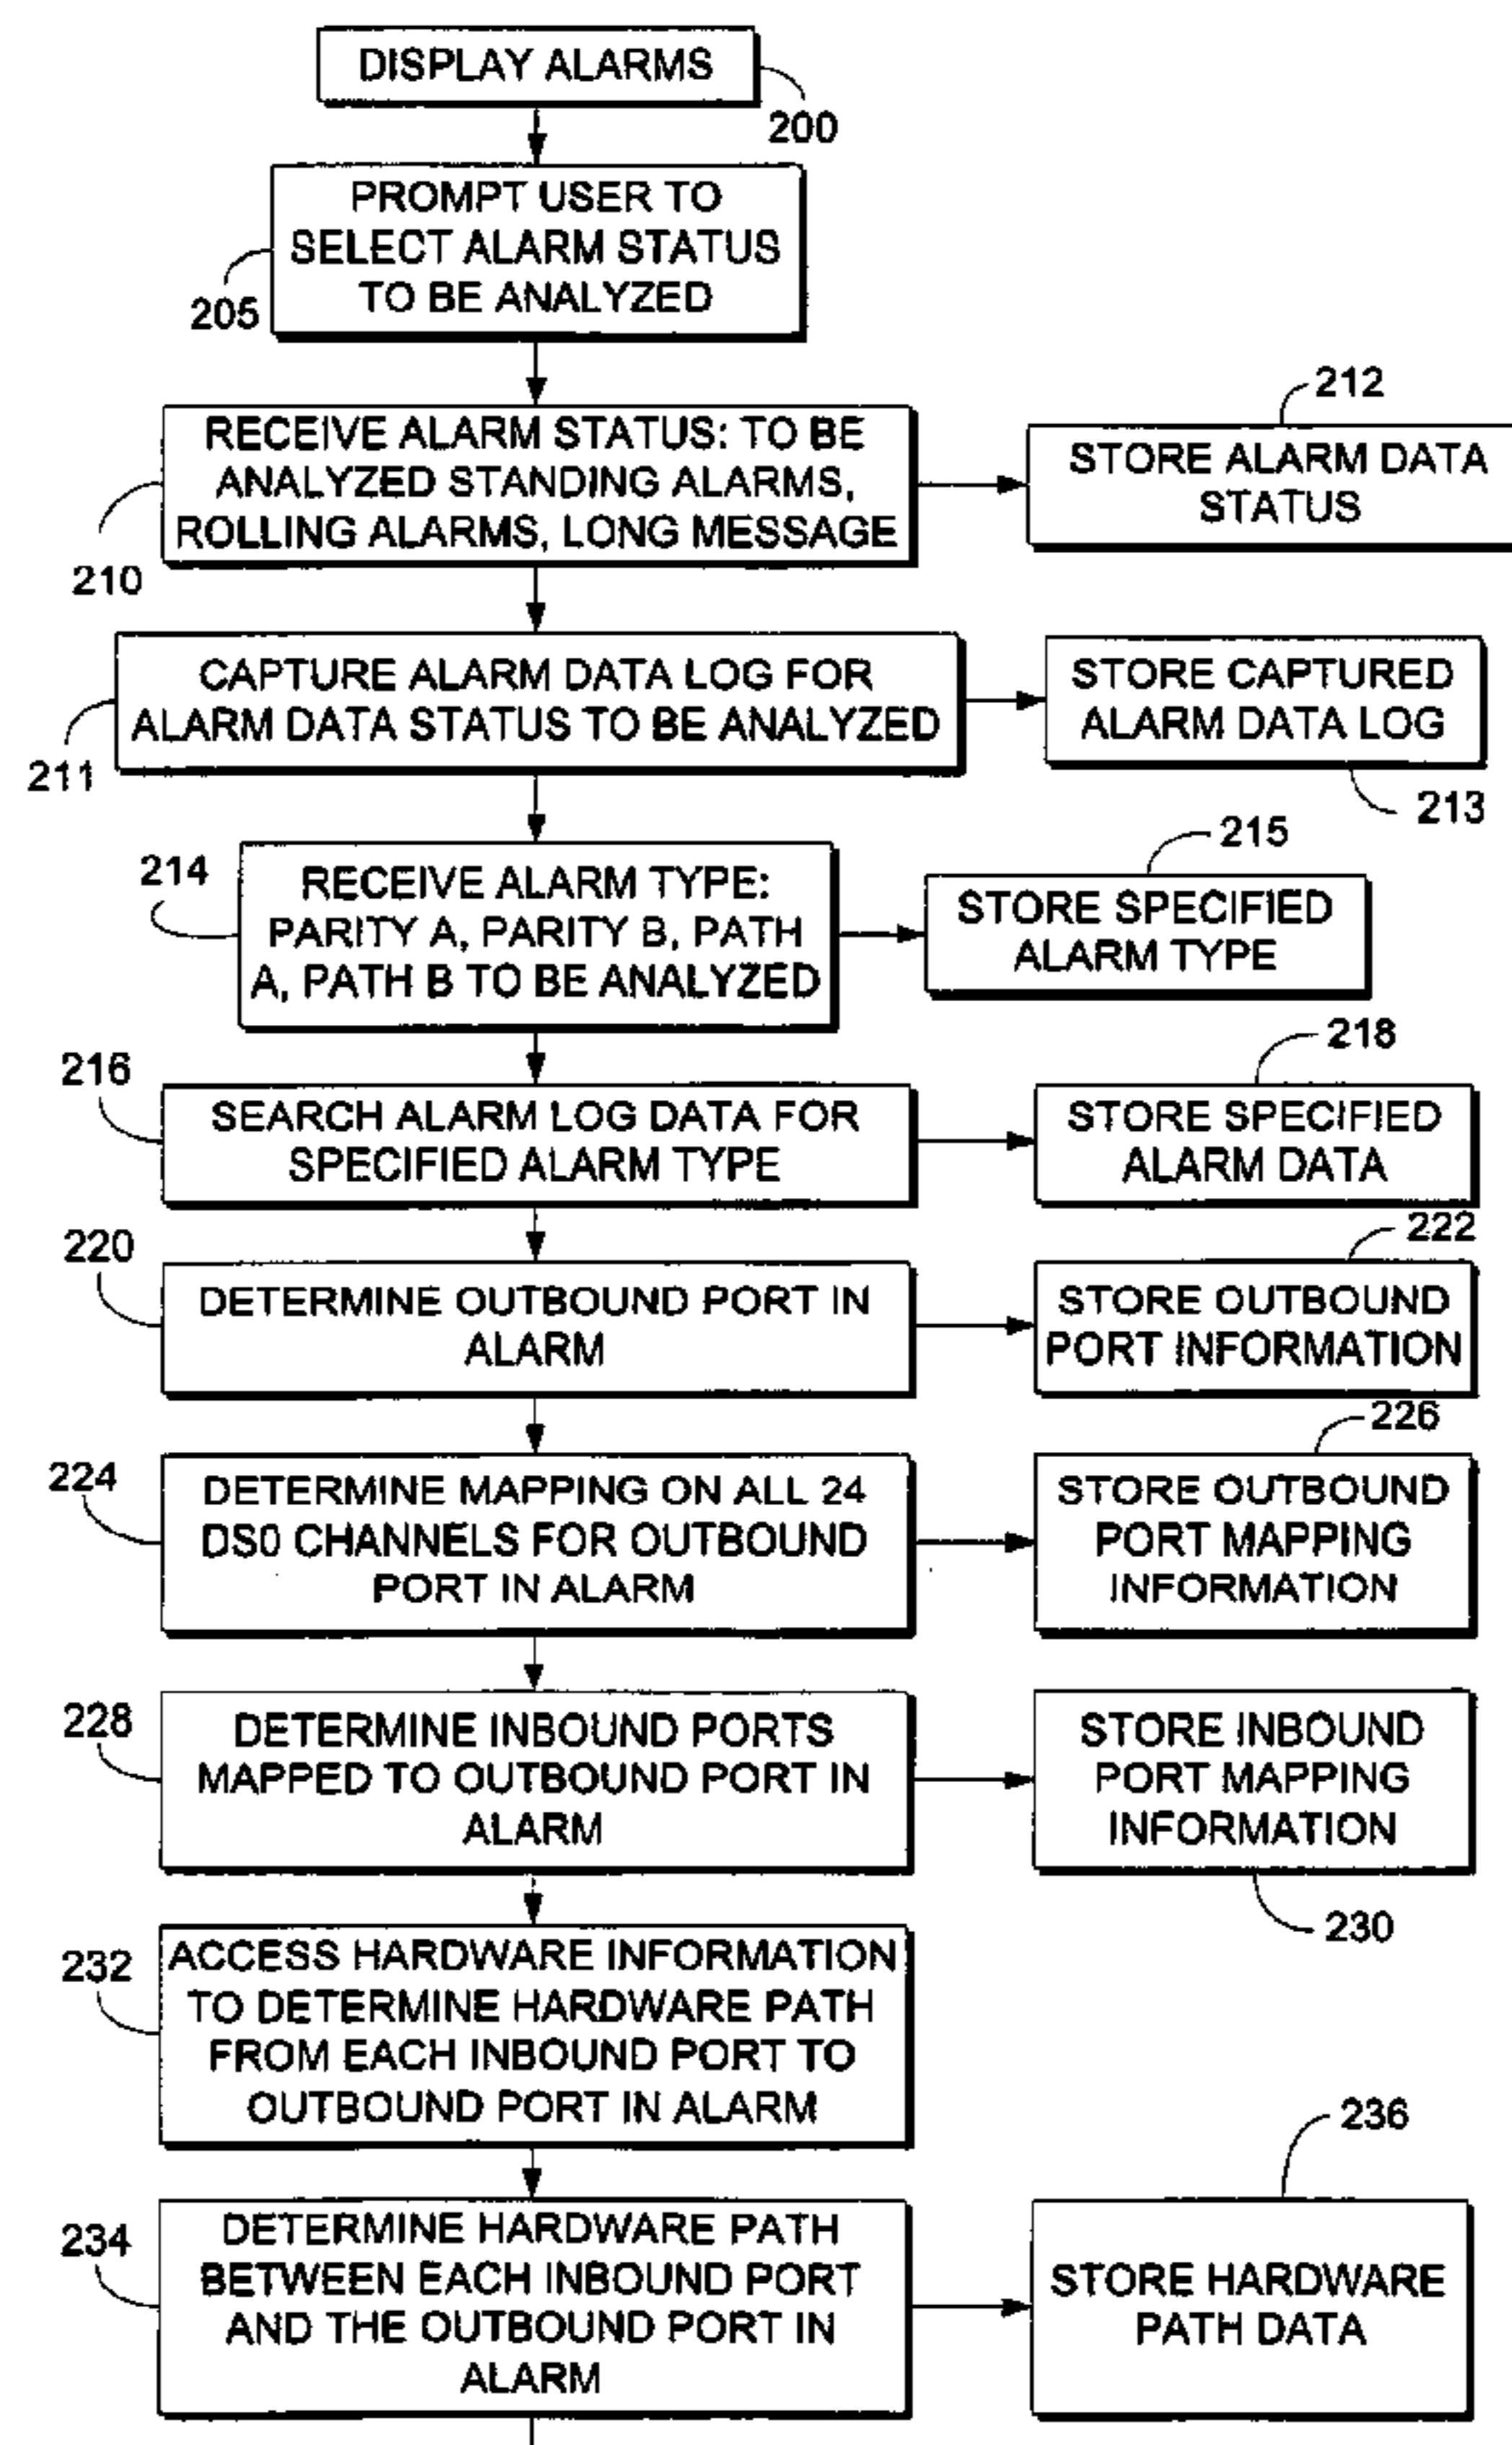 DISPLAY ALARMS
200
PROMPT USER TO
SELECT ALARM STATUS
TO BE ANALYZED
205
RECEIVE ALARM STATUS: TO BE
ANALYZED STANDING ALARMS,
ROLLING ALARMS, LONG MESSAGE
210
212
STORE ALARM DATA
STATUS
CAPTURE ALARM DATA LOG FOR
ALARM DATA STATUS TO BE ANALYZED
211
STORE CAPTURED
ALARM DATA LOG
213
214
RECEIVE ALARM TYPE:
PARITY A, PARITY B, PATH
A, PATH B TO BE ANALYZED
215
STORE SPECIFIED
ALARM TYPE
216
SEARCH ALARM LOG DATA FOR
SPECIFIED ALARM TYPE
218
STORE SPECIFIED
ALARM DATA
220
DETERMINE OUTBOUND PORT IN
ALARM
222
STORE OUTBOUND
PORT INFORMATION
224
DETERMINE MAPPING ON ALL 24
DS0 CHANNELS FOR OUTBOUND
PORT IN ALARM
226
STORE OUTBOUND
PORT MAPPING
INFORMATION
228
DETERMINE INBOUND PORTS
MAPPED TO OUTBOUND PORT IN
ALARM
STORE INBOUND
PORT MAPPING
INFORMATION
230
232
ACCESS HARDWARE INFORMATION
TO DETERMINE HARDWARE PATH
FROM EACH INBOUND PORT TO
OUTBOUND PORT IN ALARM
234
DETERMINE HARDWARE PATH
BETWEEN EACH INBOUND PORT
AND THE OUTBOUND PORT IN
ALARM
236
STORE HARDWARE
PATH DATA